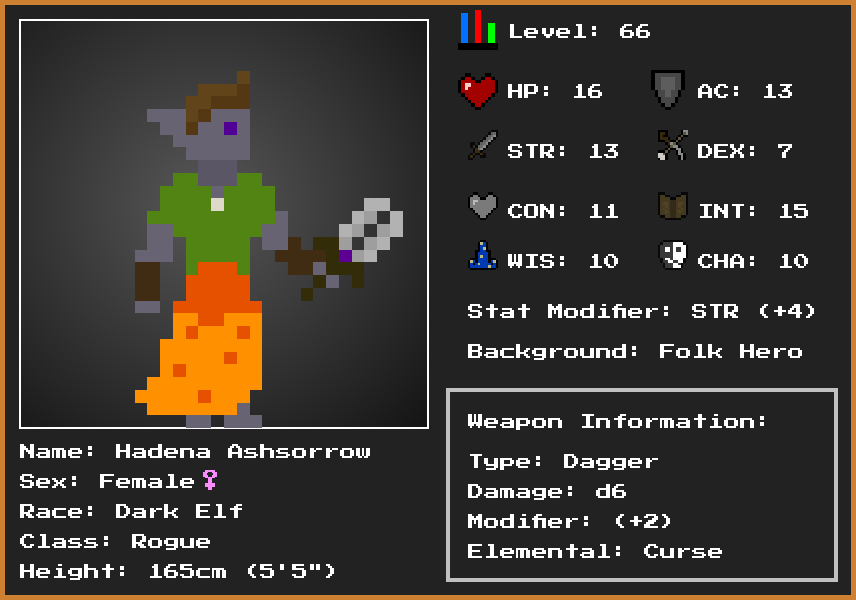 Level: 66
HP: 16
AC: 13
STR: 13
DEX: 7
CON: 11
INT: 15
WIS: 10
CHA: 10
Stat Modifier: STR (+4)
Background: Folk Hero
Weapon Information:
Type: Dagger
Damage: d6
Modifier: (+2)
Elemental: Curse
Name: Hadena Ashsorrow
Sex: Female♀
Race: Dark Elf
Class: Rogue
Height: 165cm (5'5")